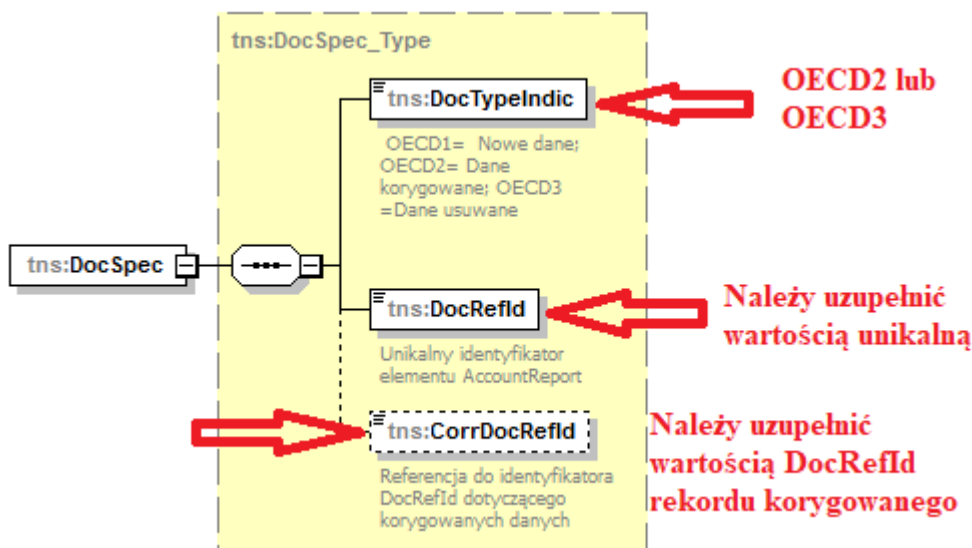 tns:DocSpec_Type
tns:DocTypeIndic
OECD2 lub
OECD3
OECD1= Nowe dane;
OECD2= Dane
korygowane; OECD3
=Dane usuwane
tns:DocSpec
tns:DocRefId
Należy uzupełnić
wartością unikalną
Unikalny identyfikator
elementu AccountReport
tns:CorrDocRefId
Należy uzupełnić
wartością DocRefId
rekordu korygowanego
Referencja do identyfikatora
DocRefId dotyczącego
korygowanych danych